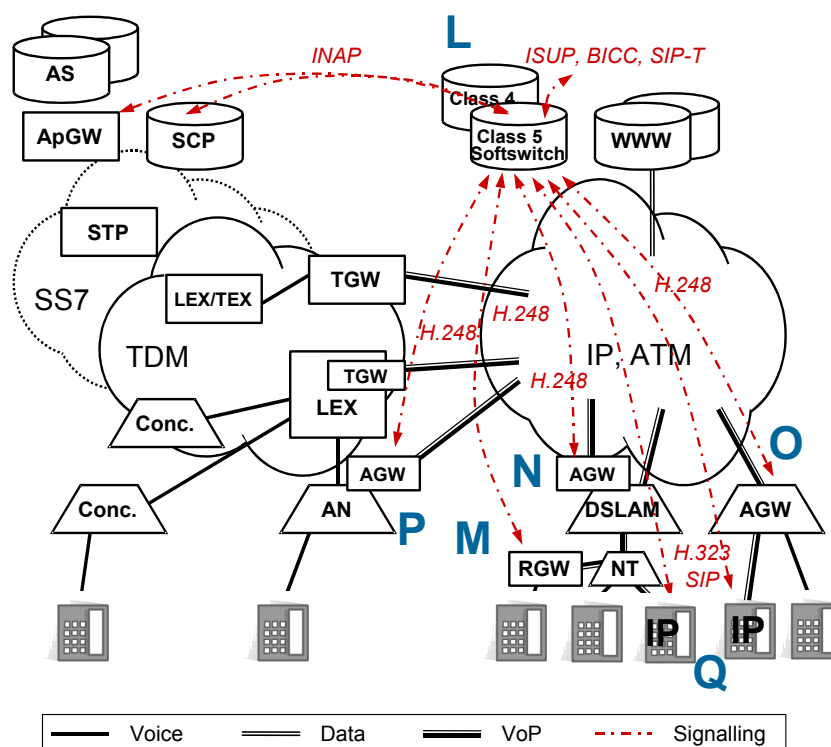 L
INAP
ISUP, BICC, SIP-T
AS
Class 4
ApGW
SCP
Class 5
Softswitch
WWW
STP
SS7
LEX/TEX
TGW
H.248
H.248
H.248
TDM
IP, ATM
TGW
H.248
LEX
Conc.
O
N
AGW
AGW
Conc.
AN
P
M
DSLAM
AGW
H.323
SIP
RGW
NT
IP
IP
Q
Voice
Data
VoP
Signalling